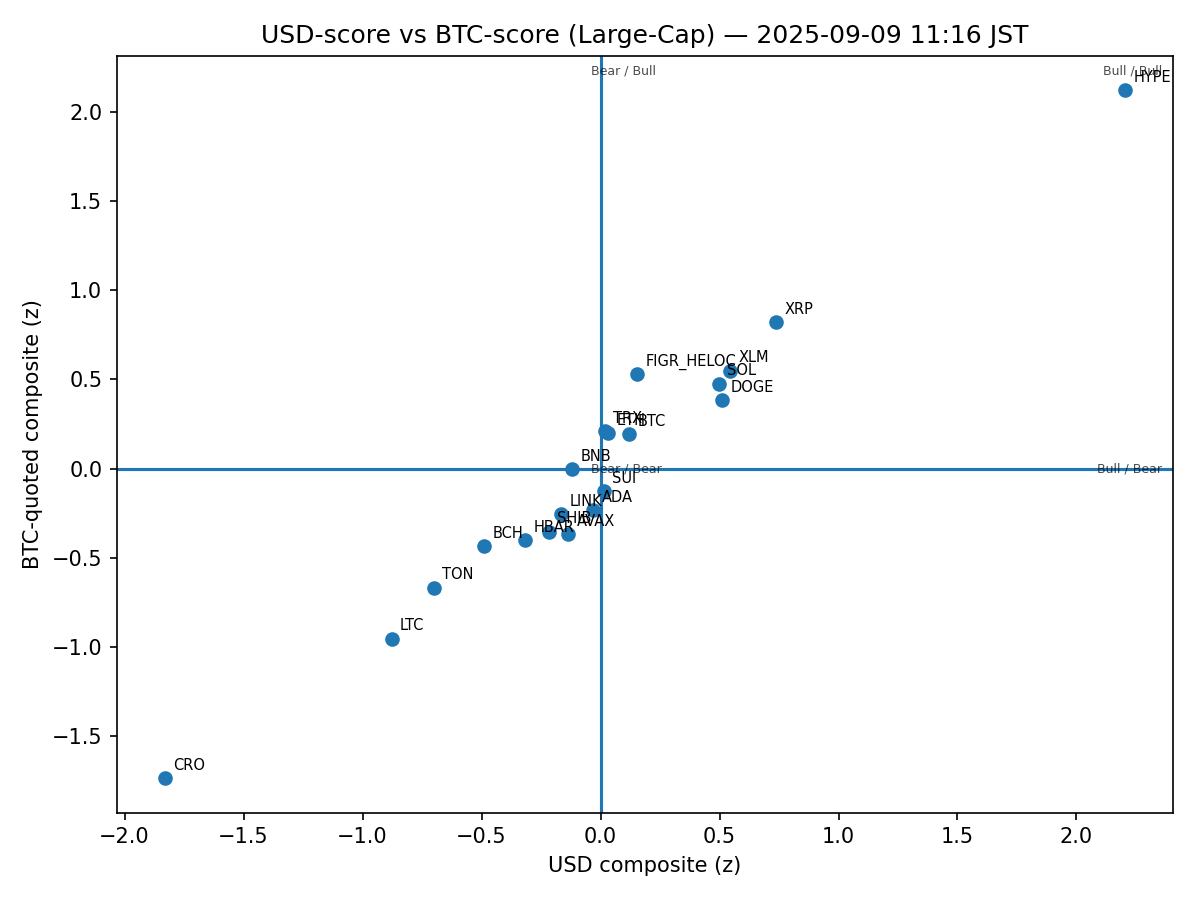 USD-score vs BTC-score (Large-Cap) — 2025-09-09 11:16 JST
Bear / Bull
Bull / Bull
HYPE
2.0
1.5
1.0
XRP
FIGR_HELOC
XLM
SOL
0.5
DOGE
TRX
ETH
BTC
BNB
0.0
Bear / Bear
Bull / Bear
SUI
LINK
ADA
SHIB
AVAX
HBAR
BCH
−0.5
TON
LTC
−1.0
−1.5
CRO
BTC-quoted composite (z)
−2.0
−1.5
−1.0
−0.5
0.0
0.5
1.0
1.5
2.0
USD composite (z)